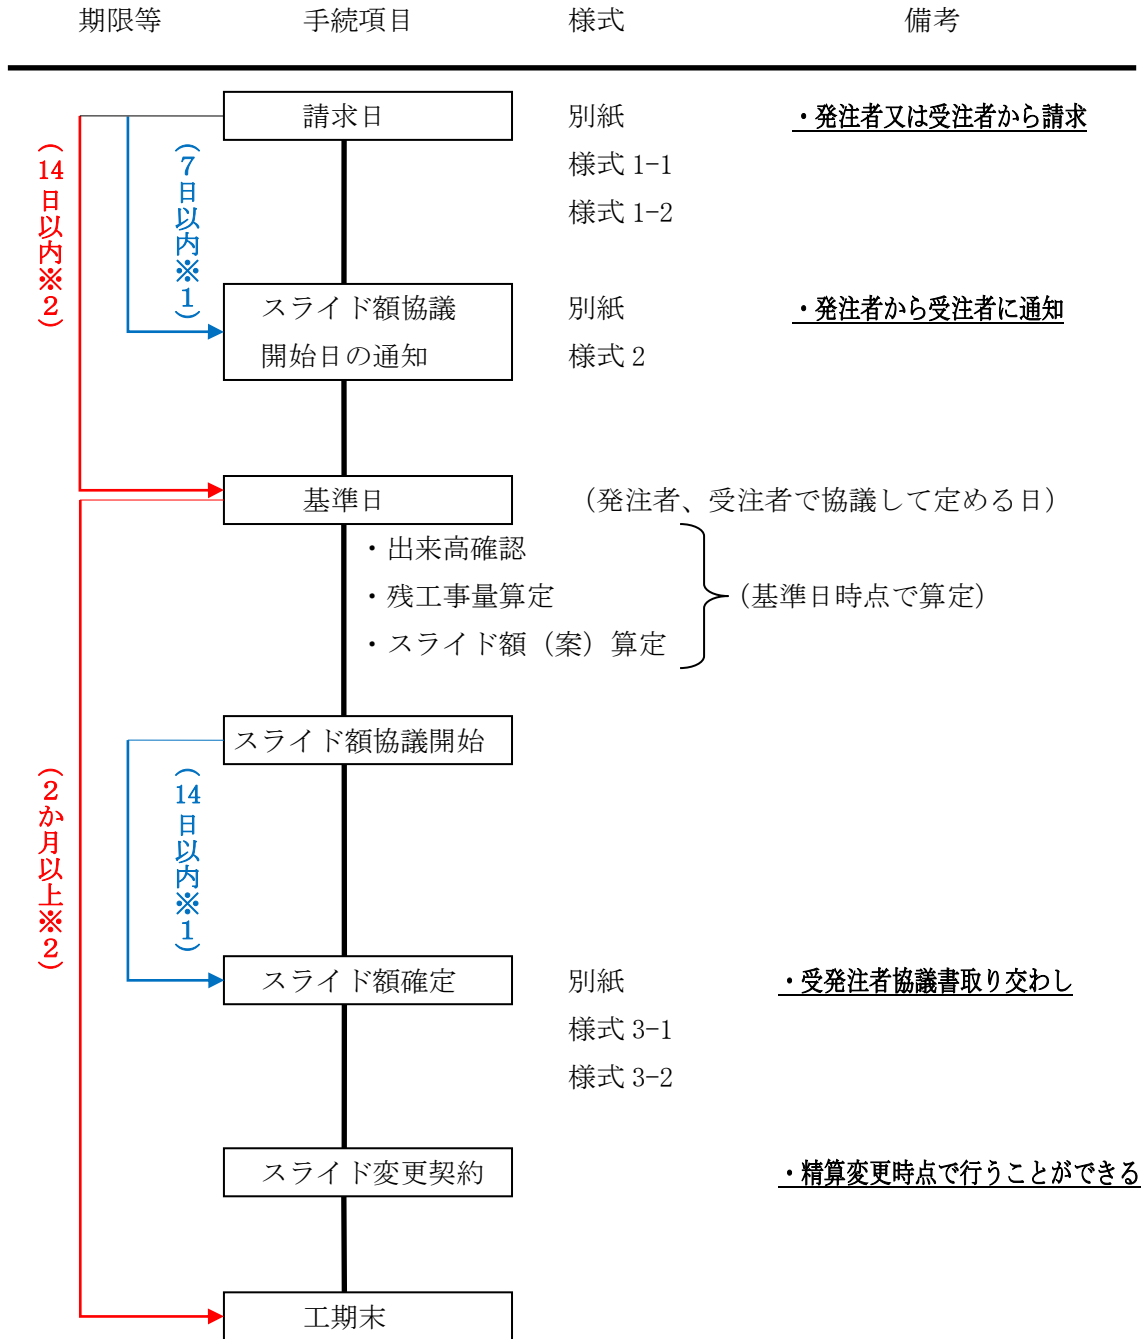 期限等 手続項目 様式 備考
請求日 別紙 ・発注者又は受注者から請求
様式 1-1
様式 1-2
（14日以内※2）
（7日以内※1）
スライド額協議 別紙 ・発注者から受注者に通知
開始日の通知 様式 2
基準日 （発注者、受注者で協議して定める日）
・出来高確認
・残工事量算定 （基準日時点で算定）
・スライド額（案）算定
スライド額協議開始
（2か月以上※2）
（14日以内※1）
スライド額確定 別紙 ・受発注者協議書取り交わし
様式 3-1
様式 3-2
スライド変更契約 ・精算変更時点で行うことができる
工期末